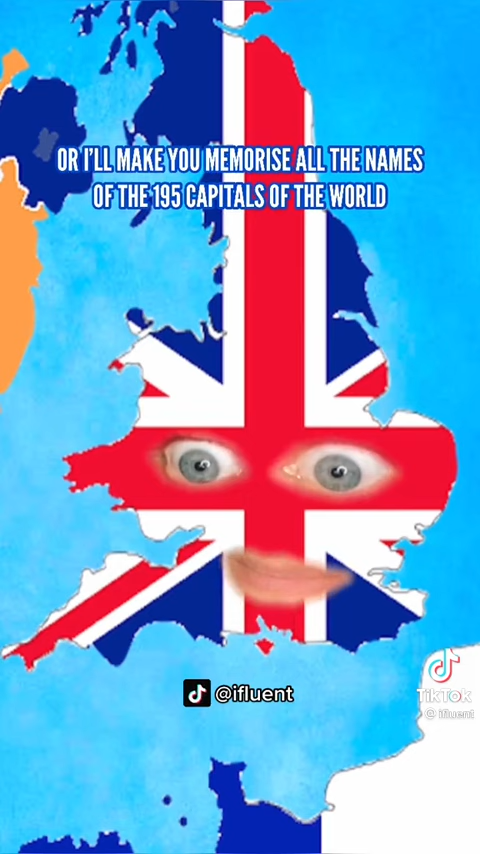 OR I'LL MAKE YOU MEMORISE ALL THE NAMES
OF THE 195 CAPITALS OF THE WORLD
@ifluent
TikTok
@ ifluent